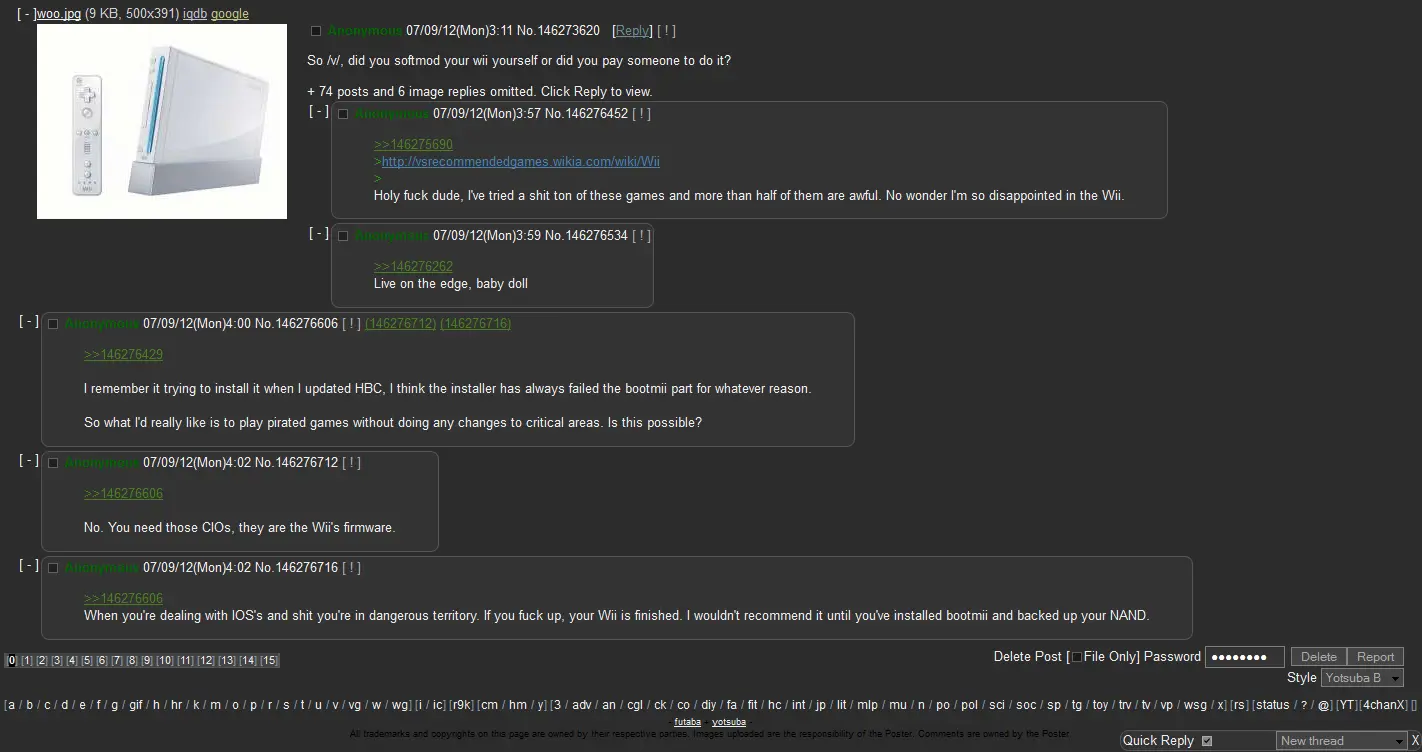 [ - ]woo.jpg (9 KB, 500x391) iqdb google
Anonymous 07/09/12(Mon)3:11 No.146273620 [Reply] [ ! ]
So /v/, did you softmod your wii yourself or did you pay someone to do it?
+ 74 posts and 6 image replies omitted. Click Reply to view.
[ - ] Anonymous 07/09/12(Mon)3:57 No.146276452 [ ! ]
>>146275690
>http://vsrecommendedgames.wikia.com/wiki/Wii
>
Holy fuck dude, I've tried a shit ton of these games and more than half of them are awful. No wonder I'm so disappointed in the Wii.
[ - ] Anonymous 07/09/12(Mon)3:59 No.146276534 [ ! ]
>>146276262
Live on the edge, baby doll
[ - ] Anonymous 07/09/12(Mon)4:00 No.146276606 [ ! ] (146276712) (146276716)
>>146276429
I remember it trying to install it when I updated HBC, I think the installer has always failed the bootmii part for whatever reason.
So what I'd really like is to play pirated games without doing any changes to critical areas. Is this possible?
[ - ] Anonymous 07/09/12(Mon)4:02 No.146276712 [ ! ]
>>146276606
No. You need those CIOs, they are the Wii's firmware.
[ - ] Anonymous 07/09/12(Mon)4:02 No.146276716 [ ! ]
>>146276606
When you're dealing with IOS's and shit you're in dangerous territory. If you fuck up, your Wii is finished. I wouldn't recommend it until you've installed bootmii and backed up your NAND.
[0] [1] [2] [3] [4] [5] [6] [7] [8] [9] [10] [11] [12] [13] [14] [15]
Delete Post [File Only] Password ●●●●●●●● Delete Report
Style Yotsuba B
[a / b / c / d / e / f / g / gif / h / hr / k / m / o / p / r / s / t / u / v / vg / w / wg] [i / ic] [r9k] [cm / hm / y] [3 / adv / an / cgl / ck / co / div / fa / fit / hc / int / jp / lit / mlp / mu / n / po / pol / sci / soc / sp / tg / toy / trv / tv / vp / wsg / x] [rs] [status / ? / @] [YT] [4chanX] []
- futaba + yotsuba -
All trademarks and copyrights on this page are owned by their respective parties. Images uploaded are the responsibility of the Poster. Comments are owned by the Poster.
Quick Reply New thread X